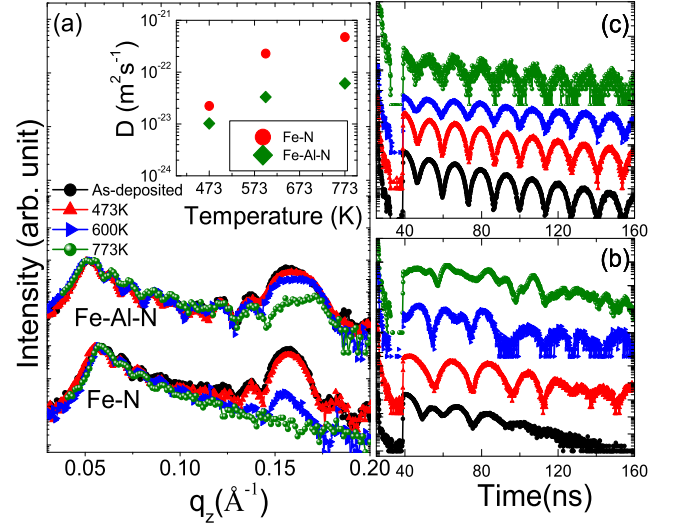 (a)
10⁻²¹
10⁻²²
10⁻²³
10⁻²⁴
D (m²s⁻¹)
Fe-N
Fe-Al-N
473 573 673 773
Temperature (K)
As-deposited
473K
600K
773K
Fe-Al-N
Fe-N
Intensity (arb. unit)
0.05 0.10 0.15 0.20
q_z(Å⁻¹)
(c)
40 80 120 160
(b)
40 80 120 160
Time(ns)